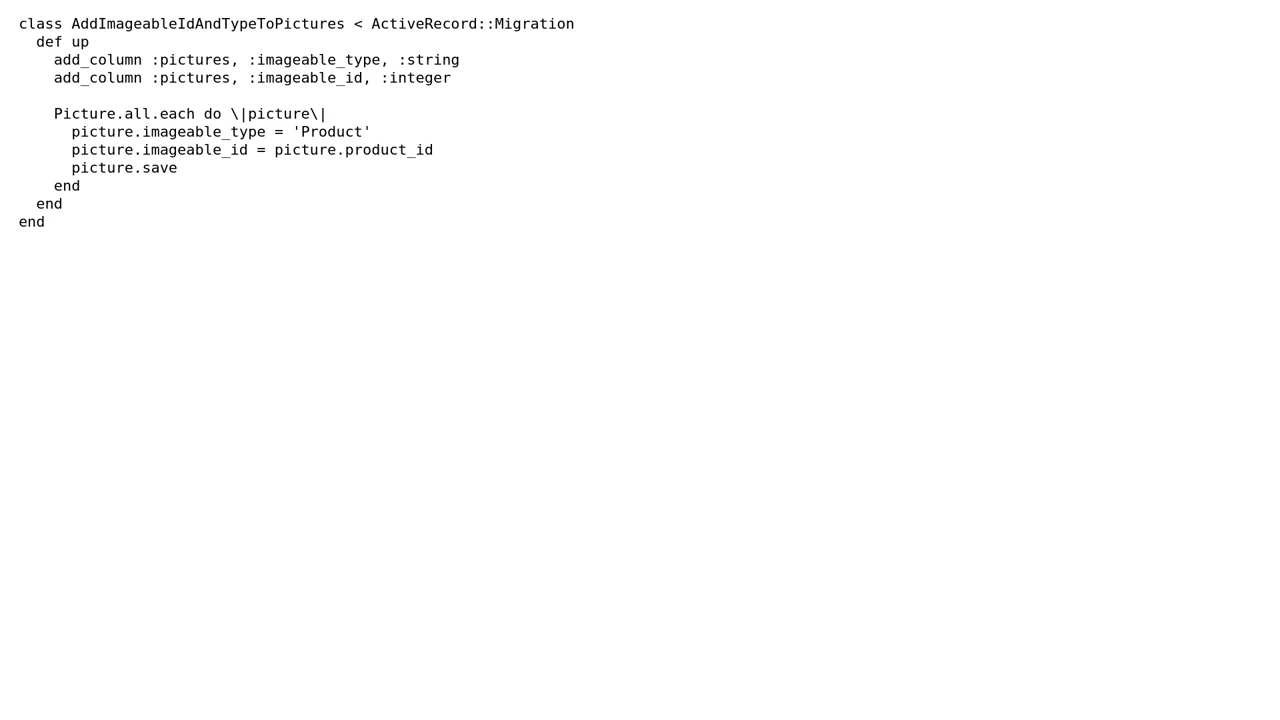 class AddImageableIdAndTypeToPictures < ActiveRecord::Migration
  def up
    add_column :pictures, :imageable_type, :string
    add_column :pictures, :imageable_id, :integer

    Picture.all.each do \|picture\|
      picture.imageable_type = 'Product'
      picture.imageable_id = picture.product_id
      picture.save
    end
  end
end